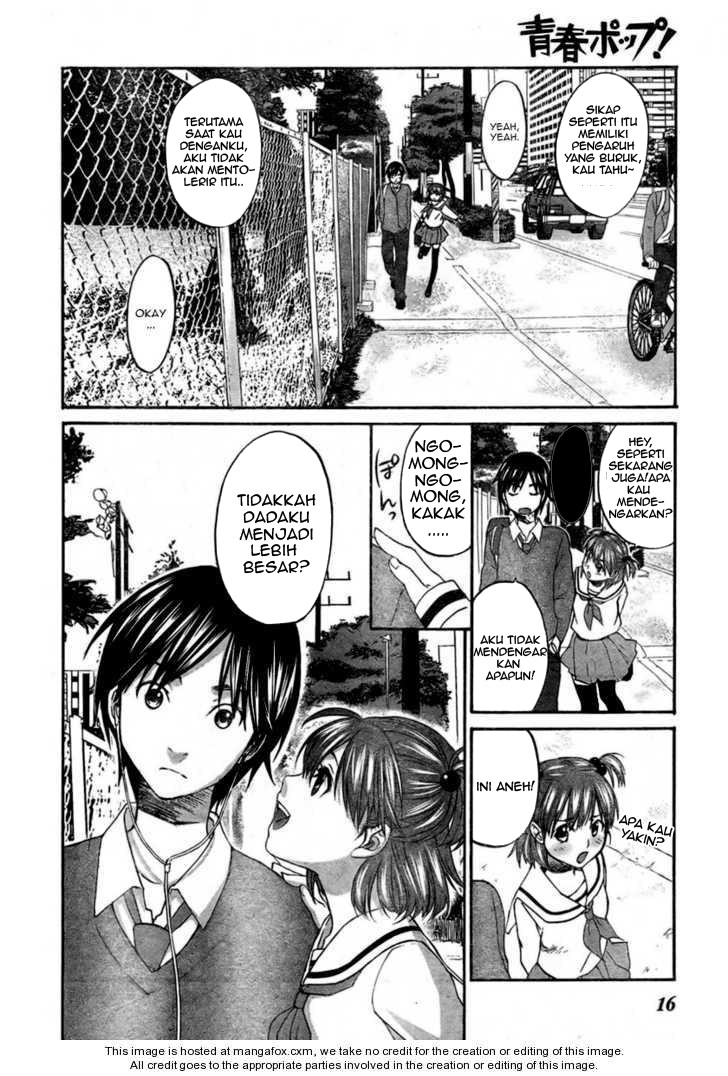 青春ポップ!
SIKAP
SEPERTI ITU
MEMILIKI
PENGARUH
YANG BURUK,
KAU TAHU~
YEAH,
YEAH.
TERUTAMA
SAAT KAU
DENGANKU,
AKU TIDAK
AKAN MENTO-
LERIR ITU..
OKAY
...
HEY,
SEPERTI
SEKARANG
JUGA!APA
KAU
MENDE-
NGARKAN?
AKU TIDAK
MENDENGAR
KAN
APAPUN!
INI ANEH!
APA KAU
YAKIN?
NGO-
MONG-
NGO-
MONG,
KAKAK
.....
ぽんっ
TIDAKKAH
DADAKU
MENJADI
LEBIH
BESAR?
16
This image is hosted at mangafox.cxm, we take no credit for the creation or editing of this image.
All credit goes to the appropriate parties involved in the creation or editing of this image.